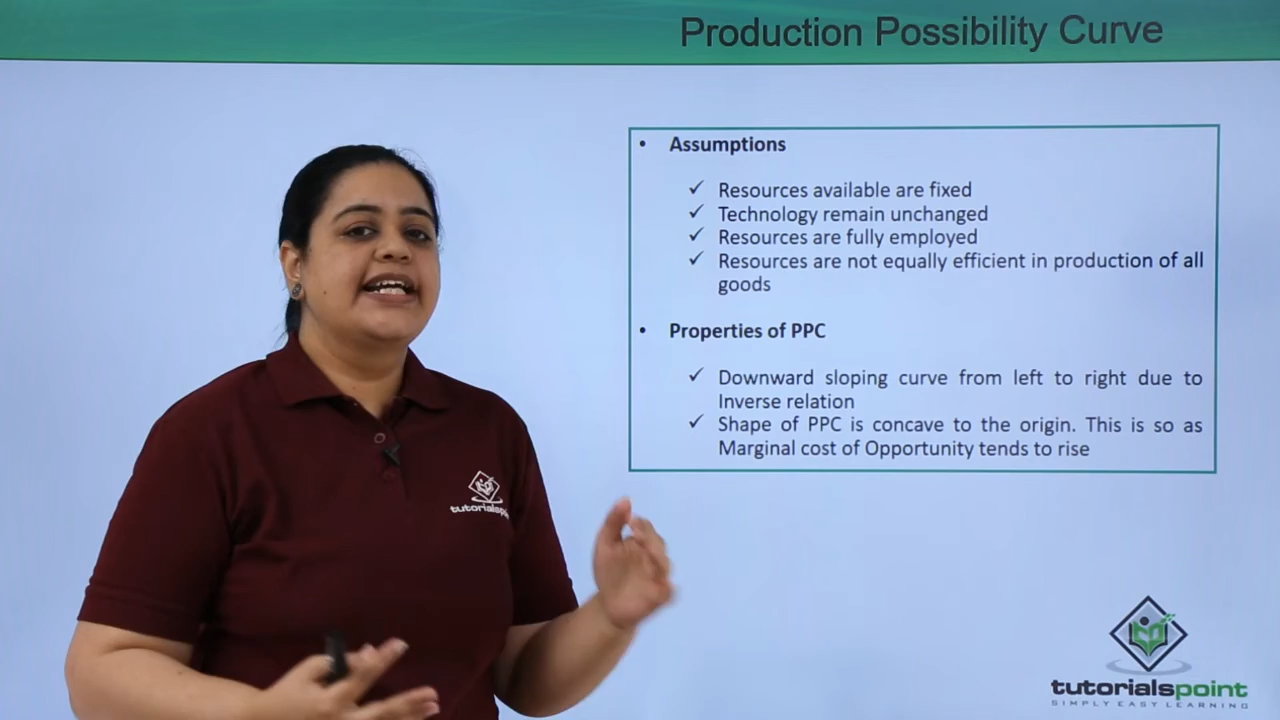 Production Possibility Curve
• Assumptions
✓ Resources available are fixed
✓ Technology remain unchanged
✓ Resources are fully employed
✓ Resources are not equally efficient in production of all
goods
• Properties of PPC
✓ Downward sloping curve from left to right due to
Inverse relation
✓ Shape of PPC is concave to the origin. This is so as
Marginal cost of Opportunity tends to rise
tutorialspoint
tutorialspoint
SIMPLY EASY LEARNING